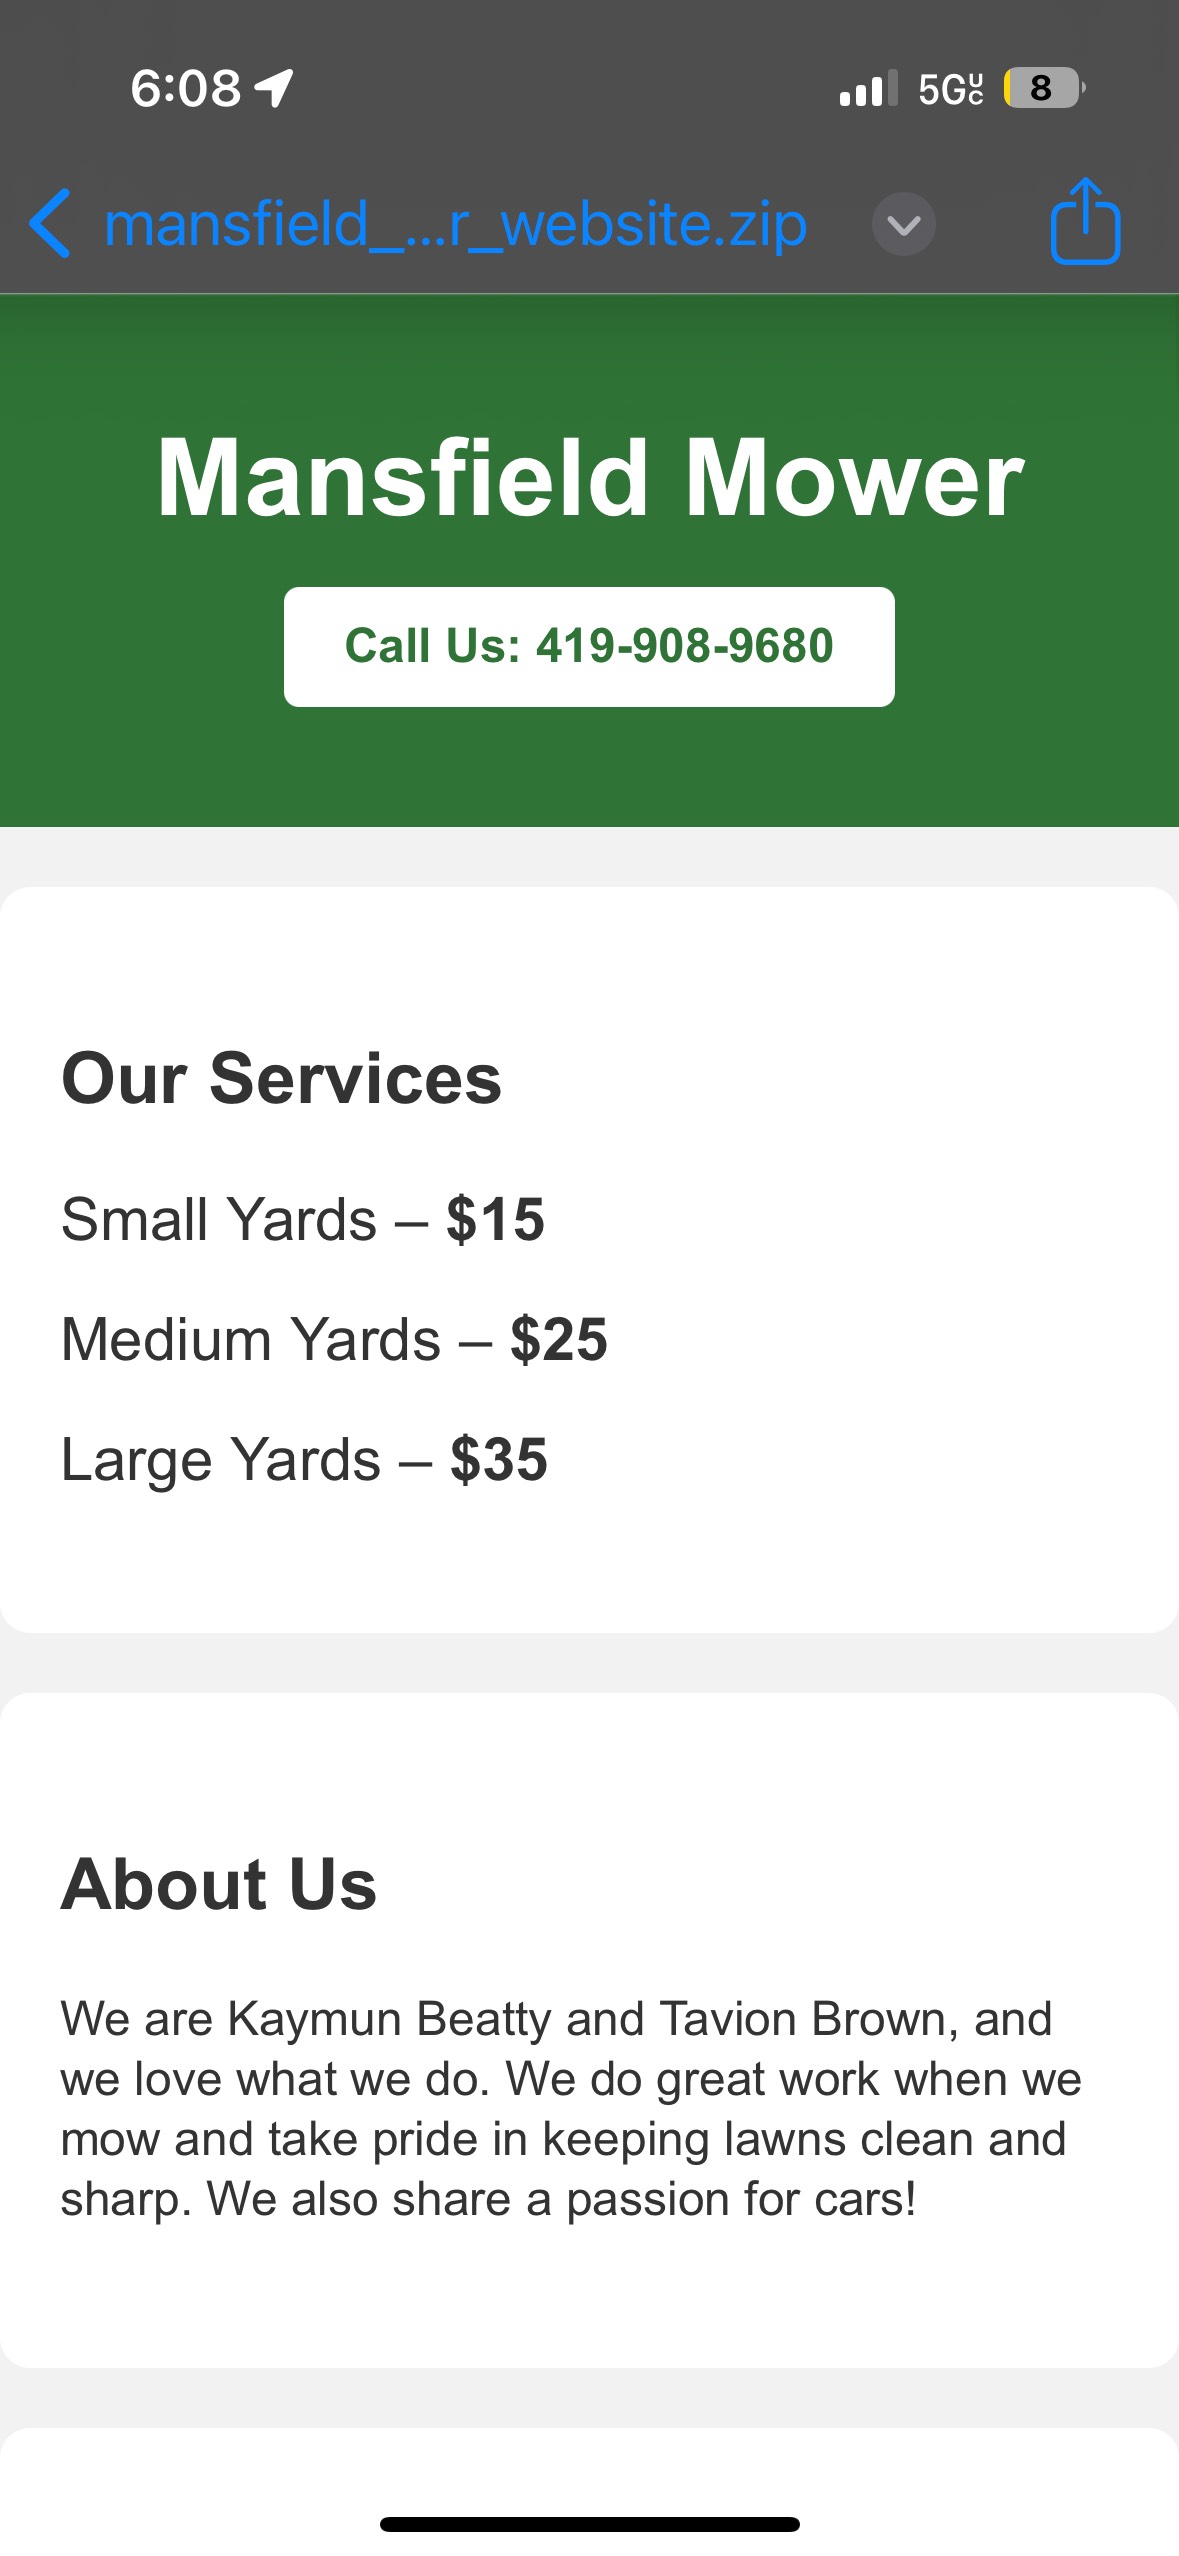 6:08
5GUC
8
mansfield_...r_website.zip
Mansfield Mower
Call Us: 419-908-9680
Our Services
Small Yards – $15
Medium Yards – $25
Large Yards – $35
About Us
We are Kaymun Beatty and Tavion Brown, and
we love what we do. We do great work when we
mow and take pride in keeping lawns clean and
sharp. We also share a passion for cars!